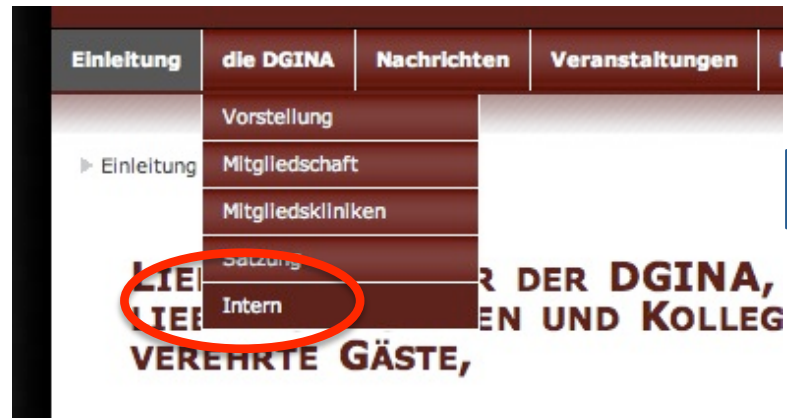 Einleitung die DGINA Nachrichten Veranstaltungen
Vorstellung
Einleitung Mitgliedschaft
Mitgliedskliniken
Satzung
DER DGINA,
Intern
UND
VEREHRTE GÄSTE,